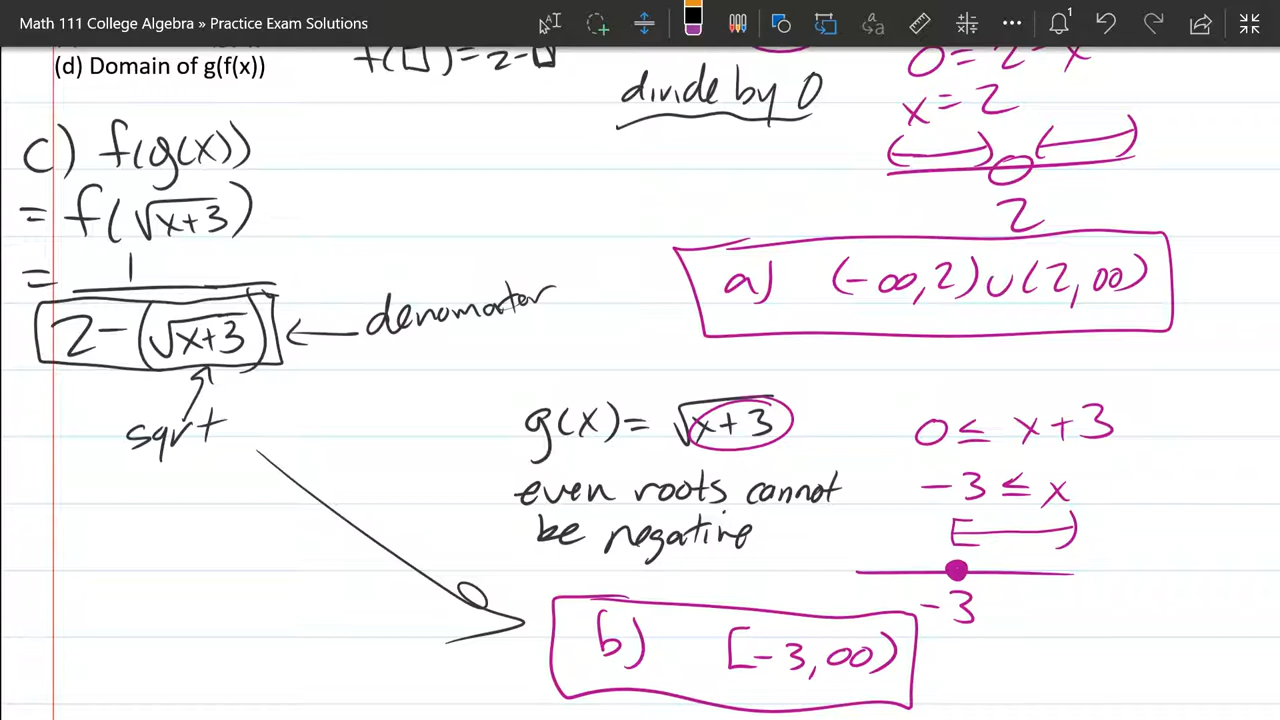 Math 111 College Algebra » Practice Exam Solutions
1
(d) Domain of g(f(x))
f(□)=2-□
divide by 0
0=2-x
x=2
2
a) (-∞,2)∪(2,∞)
c) f(g(x))
= f(√x+3)
= 1
2-(√x+3)
denomater
sqrt
g(x)= √x+3
even roots cannot
be negative
0≤ x+3
-3≤x
-3
b) [-3,∞)